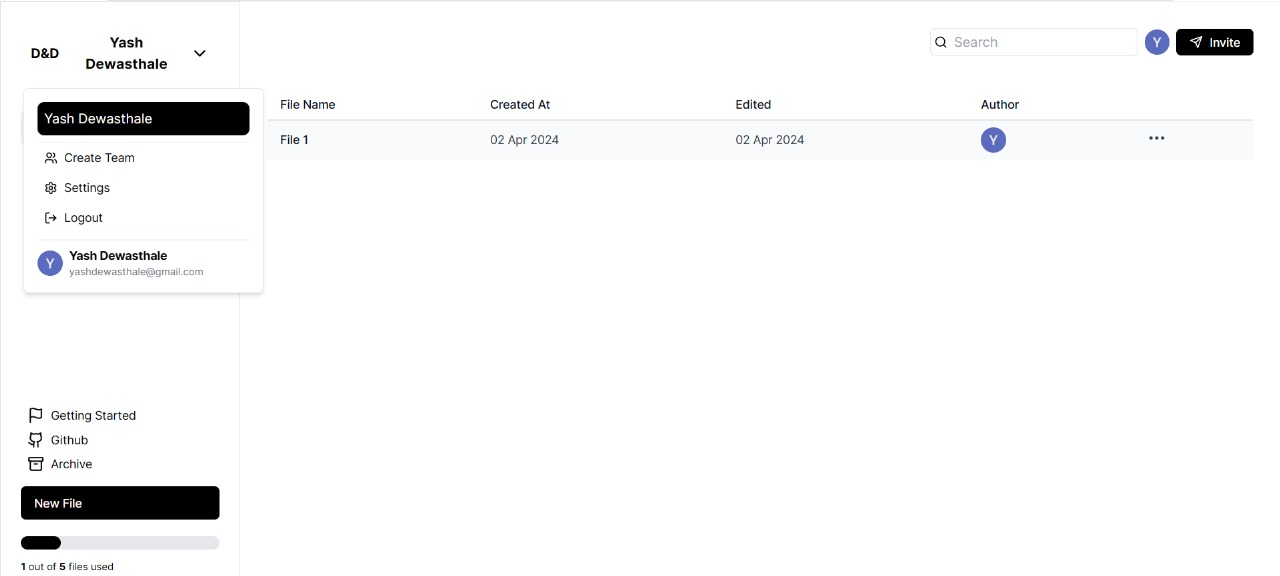 D&D
Yash
Dewasthale
Search
Y
Invite
Yash Dewasthale
Create Team
Settings
Logout
Y
Yash Dewasthale
yashdewasthale@gmail.com
File Name Created At Edited Author
File 1 02 Apr 2024 02 Apr 2024 Y
Getting Started
Github
Archive
New File
1 out of 5 files used